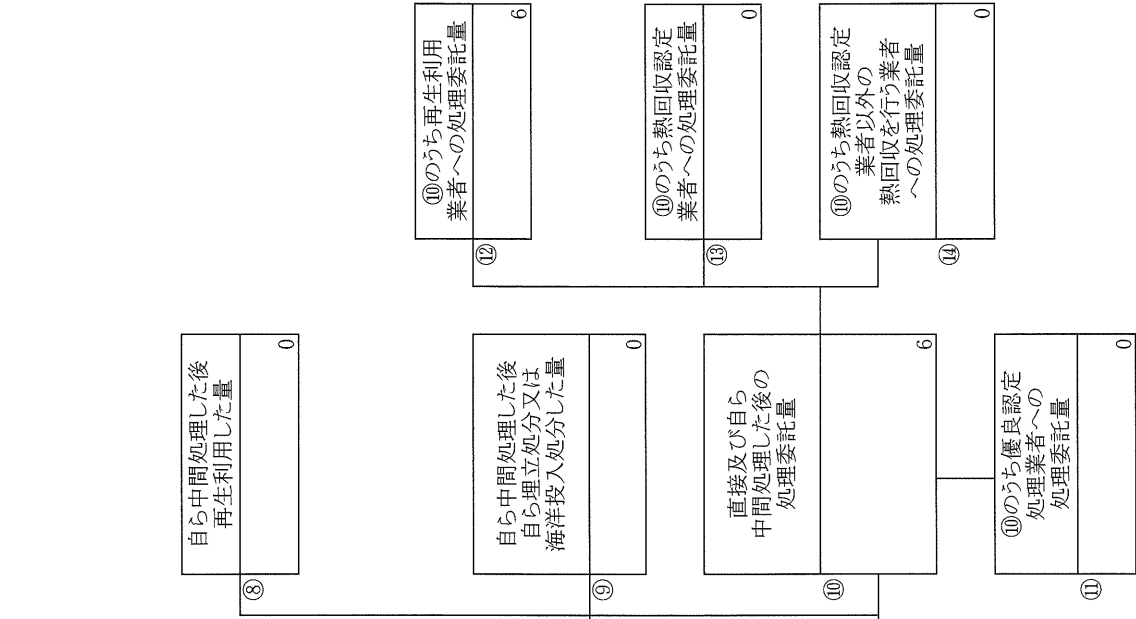 ⑧
自ら中間処理した後
再生利用した量
0
⑨
自ら中間処理した後
自ら埋立処分又は
海洋投入処分した量
0
⑩
直接及び自ら
中間処理した後の
処理委託量
6
⑪
⑩のうち優良認定
処理業者への
処理委託量
0
⑫
⑩のうち再生利用
業者への処理委託量
6
⑬
⑩のうち熱回収認定
業者への処理委託量
0
⑭
⑩のうち熱回収認定
業者以外の
熱回収を行う業者
への処理委託量
0